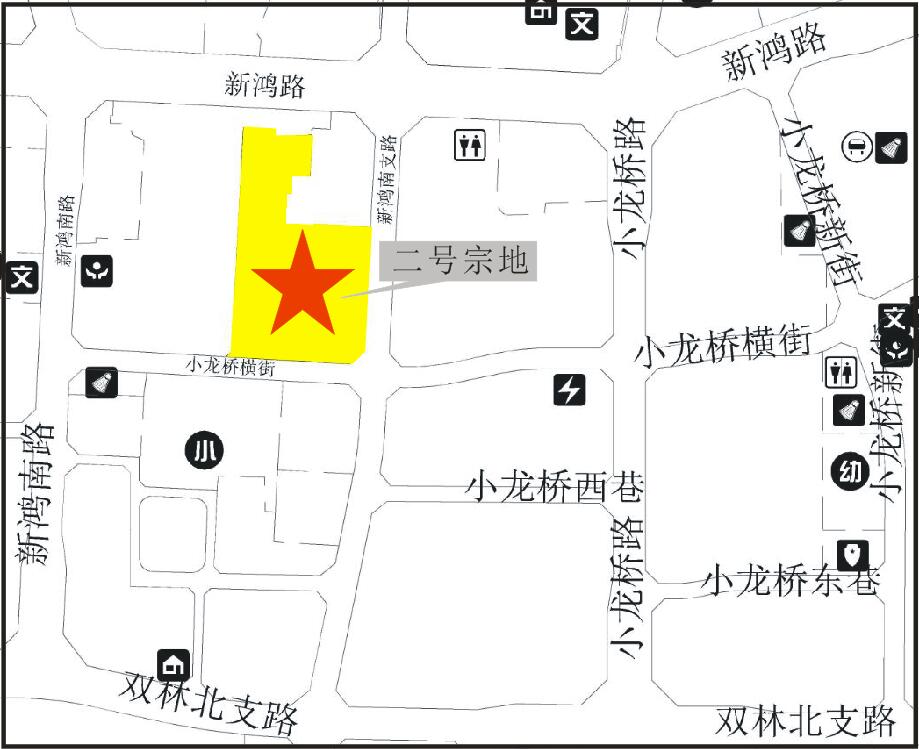 文
新鸿路
新鸿路
小龙桥路
小龙桥新街
新鸿南支路
新鸿南路
二号宗地
文
文
小龙桥横街
小龙桥横街
小龙桥新街
小
新鸿南路
小龙桥西巷
幼
小龙桥路
小龙桥东巷
双林北支路
双林北支路